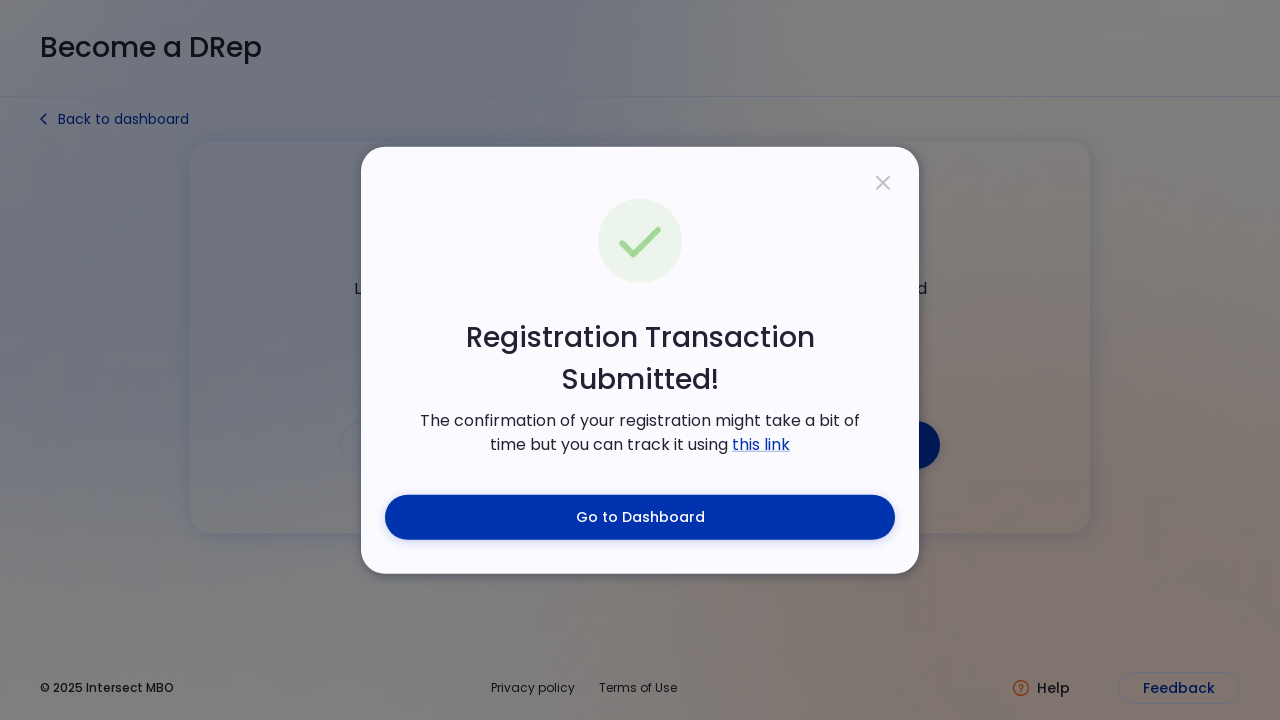 Become a DRep
Back to dashboard
Registration Transaction
Submitted!
The confirmation of your registration might take a bit of
time but you can track it using this link
Go to Dashboard
© 2025 Intersect MBO
Privacy policy
Terms of Use
Help
Feedback